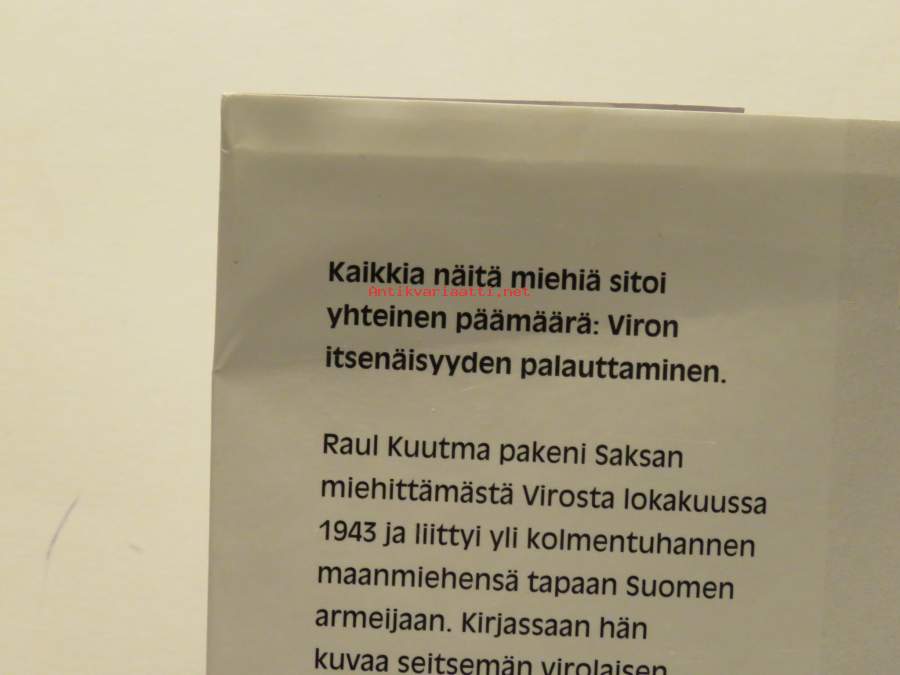 Kaikkia näitä miehiä sitoi
Antikvariaatti.net
yhteinen päämäärä: Viron
itsenäisyyden palauttaminen.
Raul Kuutma pakeni Saksan
miehittämästä Virosta lokakuussa
1943 ja liittyi yli kolmentuhannen
maanmiehensä tapaan Suomen
armeijaan. Kirjassaan hän
kuvaa seitsemän virolaisen